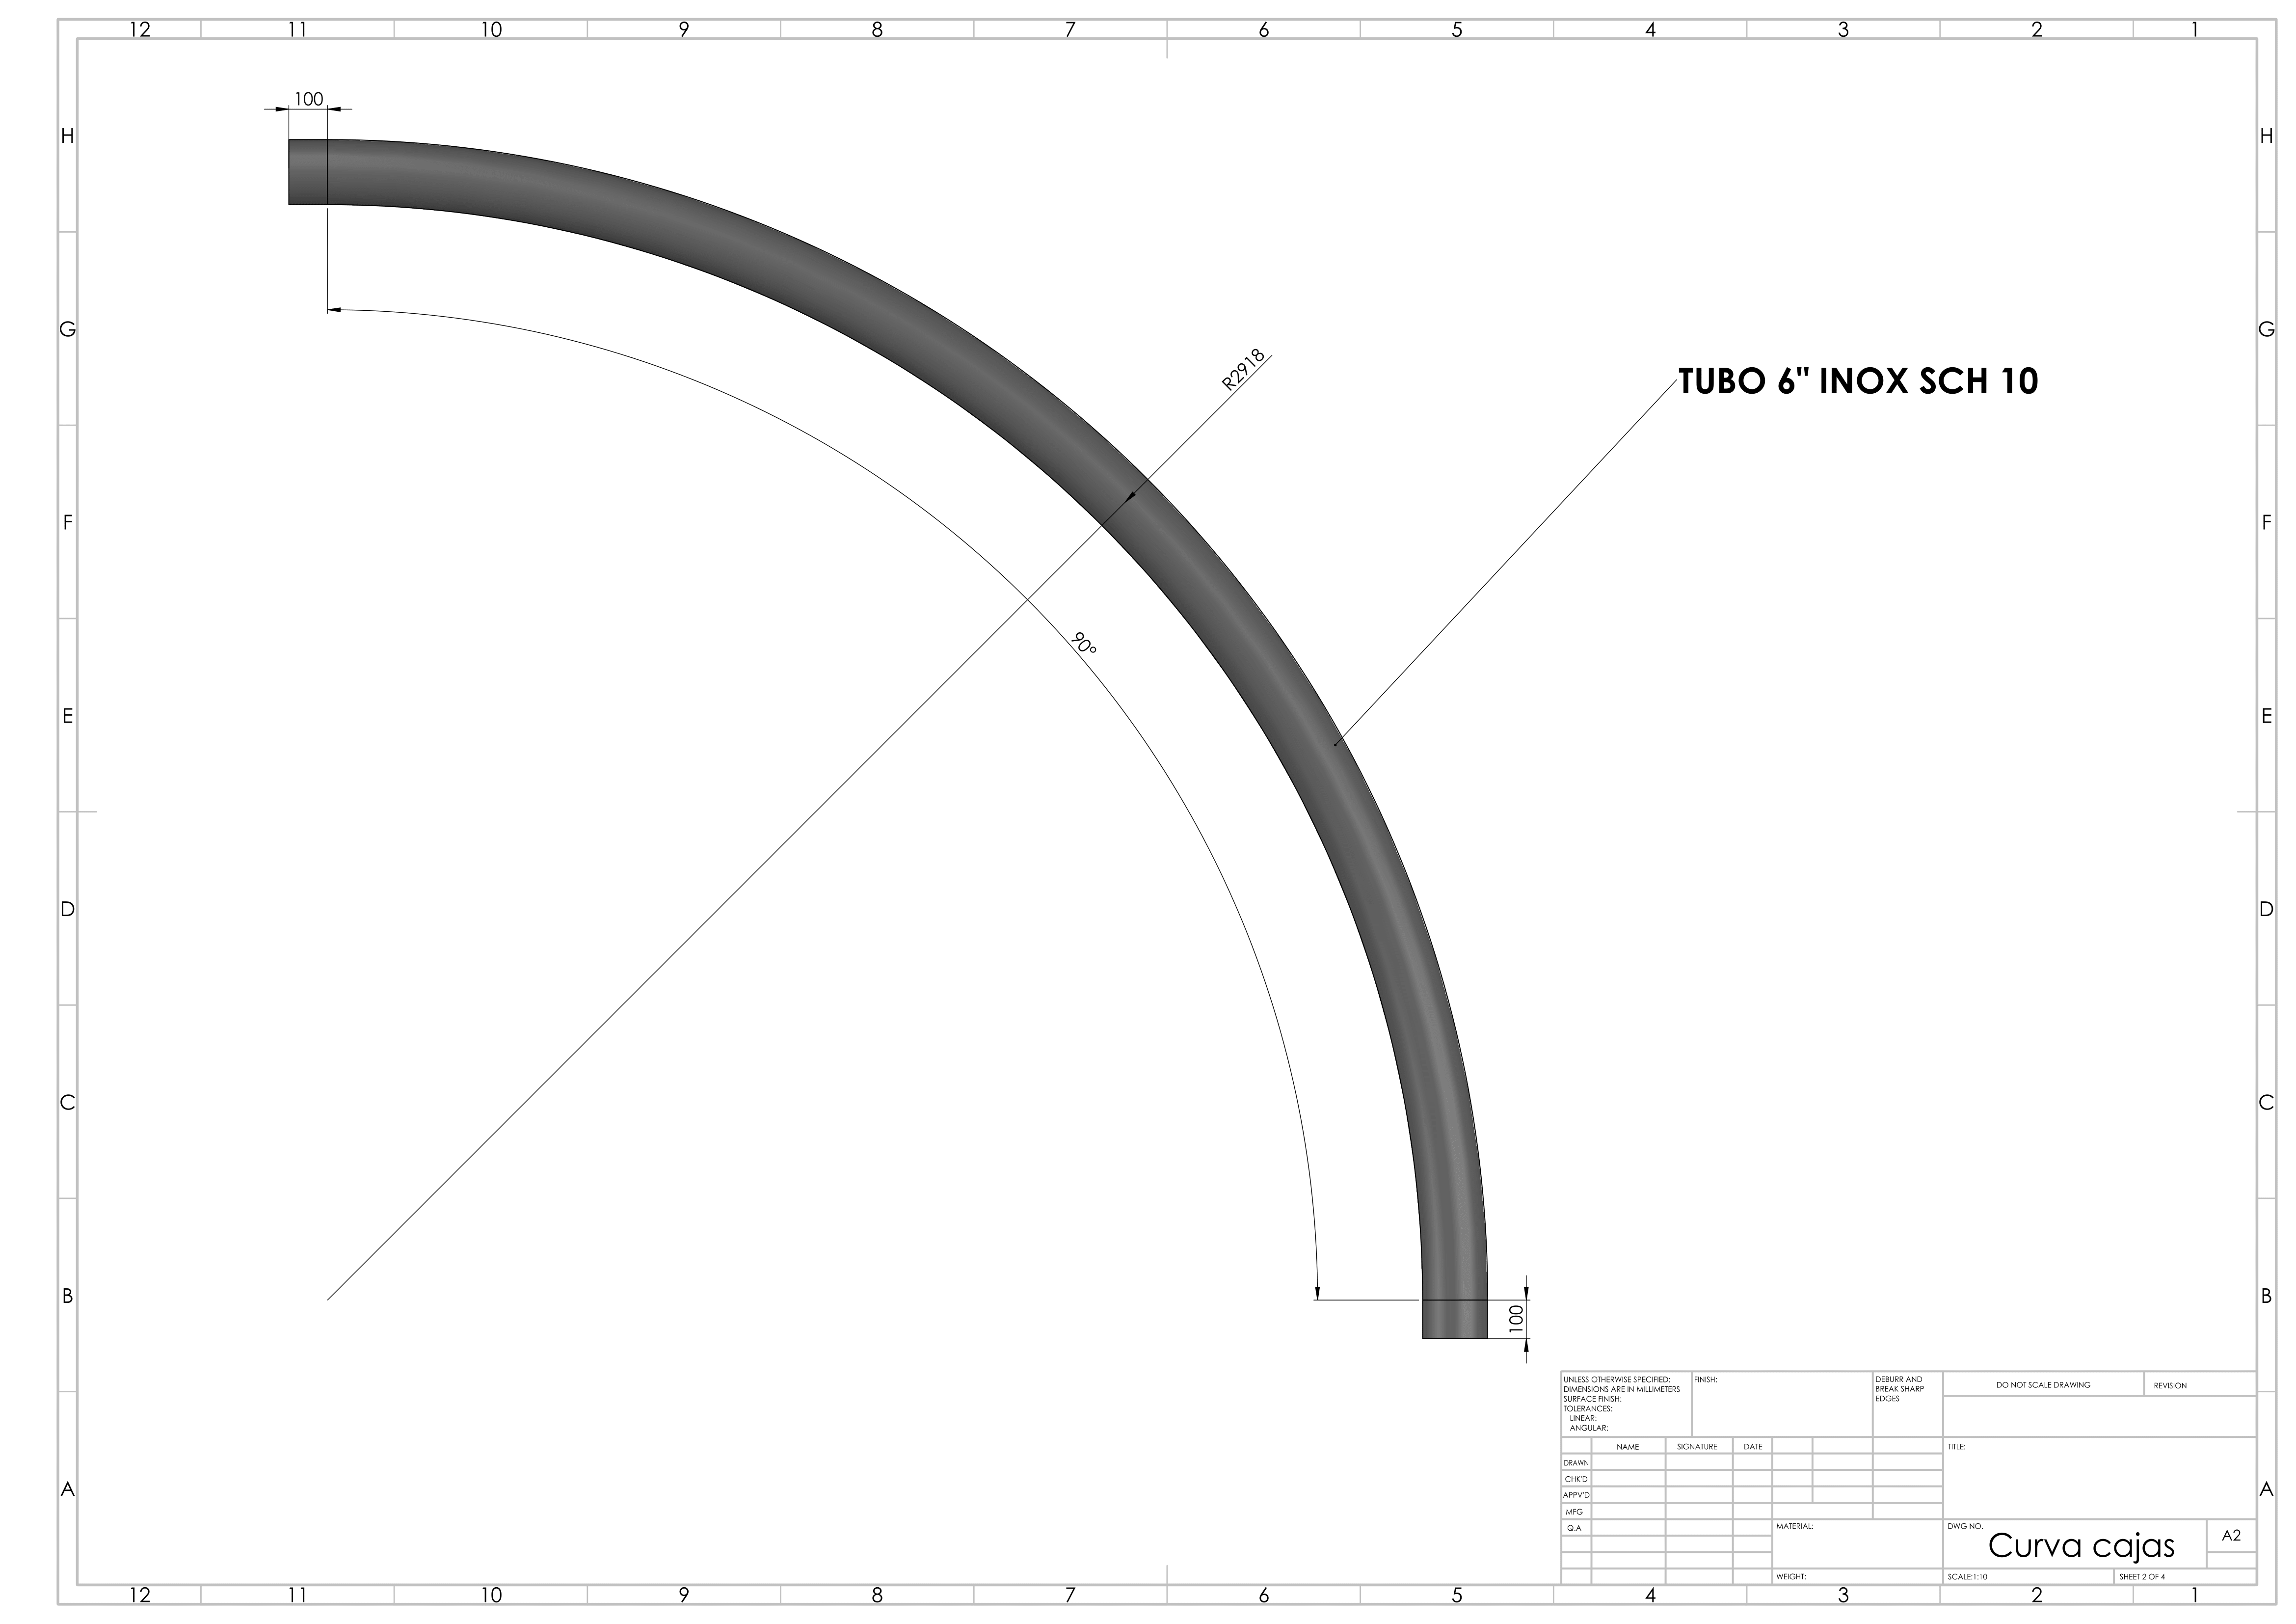 12 11 10 9 8 7 6 5 4 3 2 1
H H
100
G G
R2918
TUBO 6" INOX SCH 10
F F
90°
E E
D D
C C
B B
100
UNLESS OTHERWISE SPECIFIED:
DIMENSIONS ARE IN MILLIMETERS
SURFACE FINISH:
TOLERANCES:
LINEAR:
ANGULAR:
FINISH:
DEBURR AND
BREAK SHARP
EDGES
DO NOT SCALE DRAWING
REVISION
NAME SIGNATURE DATE
TITLE:
DRAWN
CHK'D
APPV'D
MFG
Q.A
MATERIAL:
DWG NO.
Curva cajas
A2
WEIGHT:
SCALE:1:10
SHEET 2 OF 4
A A
12 11 10 9 8 7 6 5 4 3 2 1